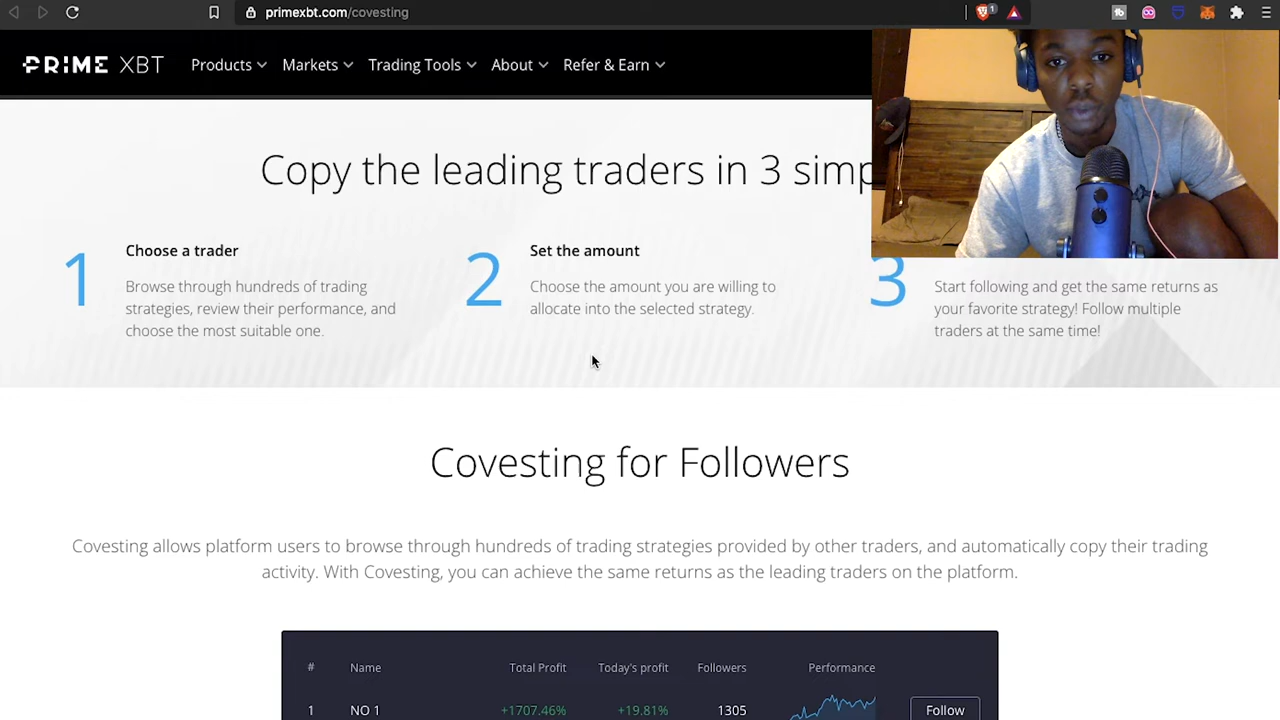 primexbt.com/covesting
1
PRIME XBT
Products
Markets
Trading Tools
About
Refer & Earn
Copy the leading traders in 3
1
Choose a trader
Browse through hundreds of trading
strategies, review their performance, and
choose the most suitable one.
2
Set the amount
Choose the amount you are willing to
allocate into the selected strategy.
3
Start following and get the same returns as
your favorite strategy! Follow multiple
traders at the same time!
Covesting for Followers
Covesting allows platform users to browse through hundreds of trading strategies provided by other traders, and automatically copy their trading
activity. With Covesting, you can achieve the same returns as the leading traders on the platform.
# Name Total Profit Today's profit Followers Performance
1 NO 1 +1707.46% +19.81% 1305 Follow